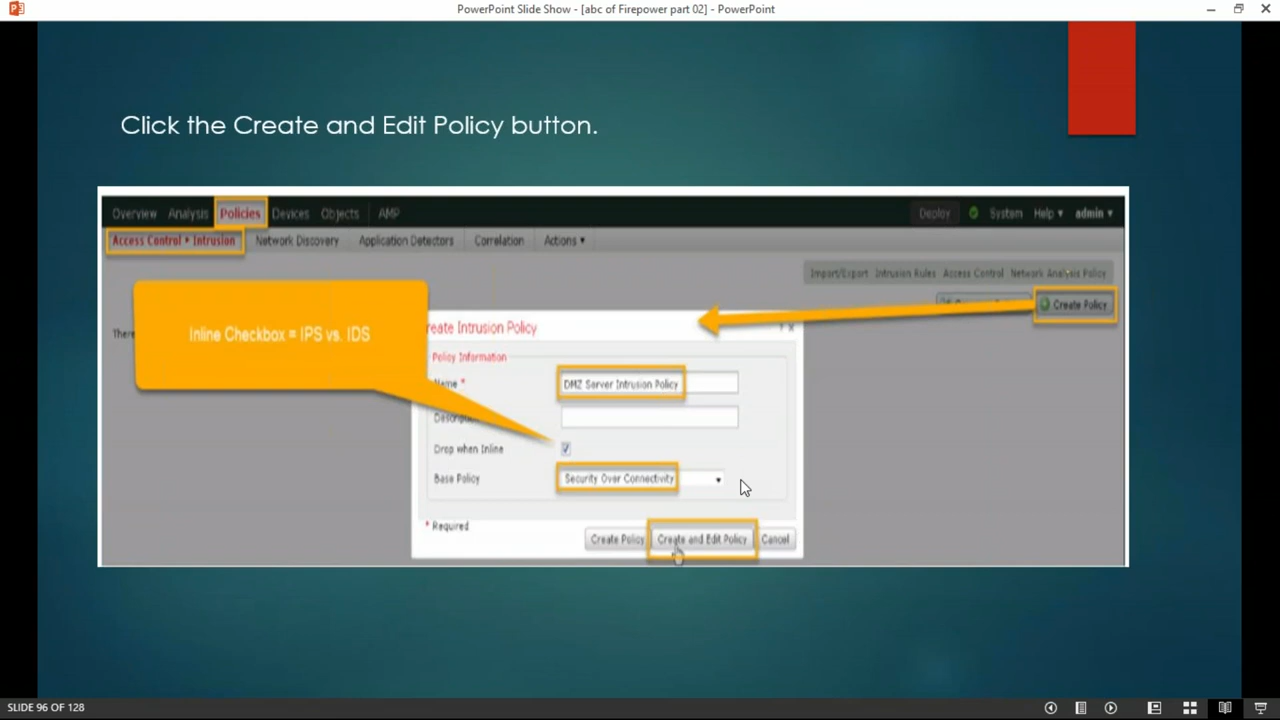 PowerPoint Slide Show - [abc of Firepower part 02] - PowerPoint
Click the Create and Edit Policy button.
Overview Analysis Policies Devices Objects AMP Deploy System Help admin
Access Control Intrusion Network Discovery Application Detectors Correlation Actions
Import/Export Intrusion Rules Access Control Network Analysis Policy
Create Policy
Inline Checkbox = IPS vs. IDS
reate Intrusion Policy
Policy Information
ame * DMZ Server Intrusion Policy
Drop when Inline
Base Policy Security Over Connectivity
* Required
Create Policy Create and Edit Policy Cancel
SLIDE 96 OF 128